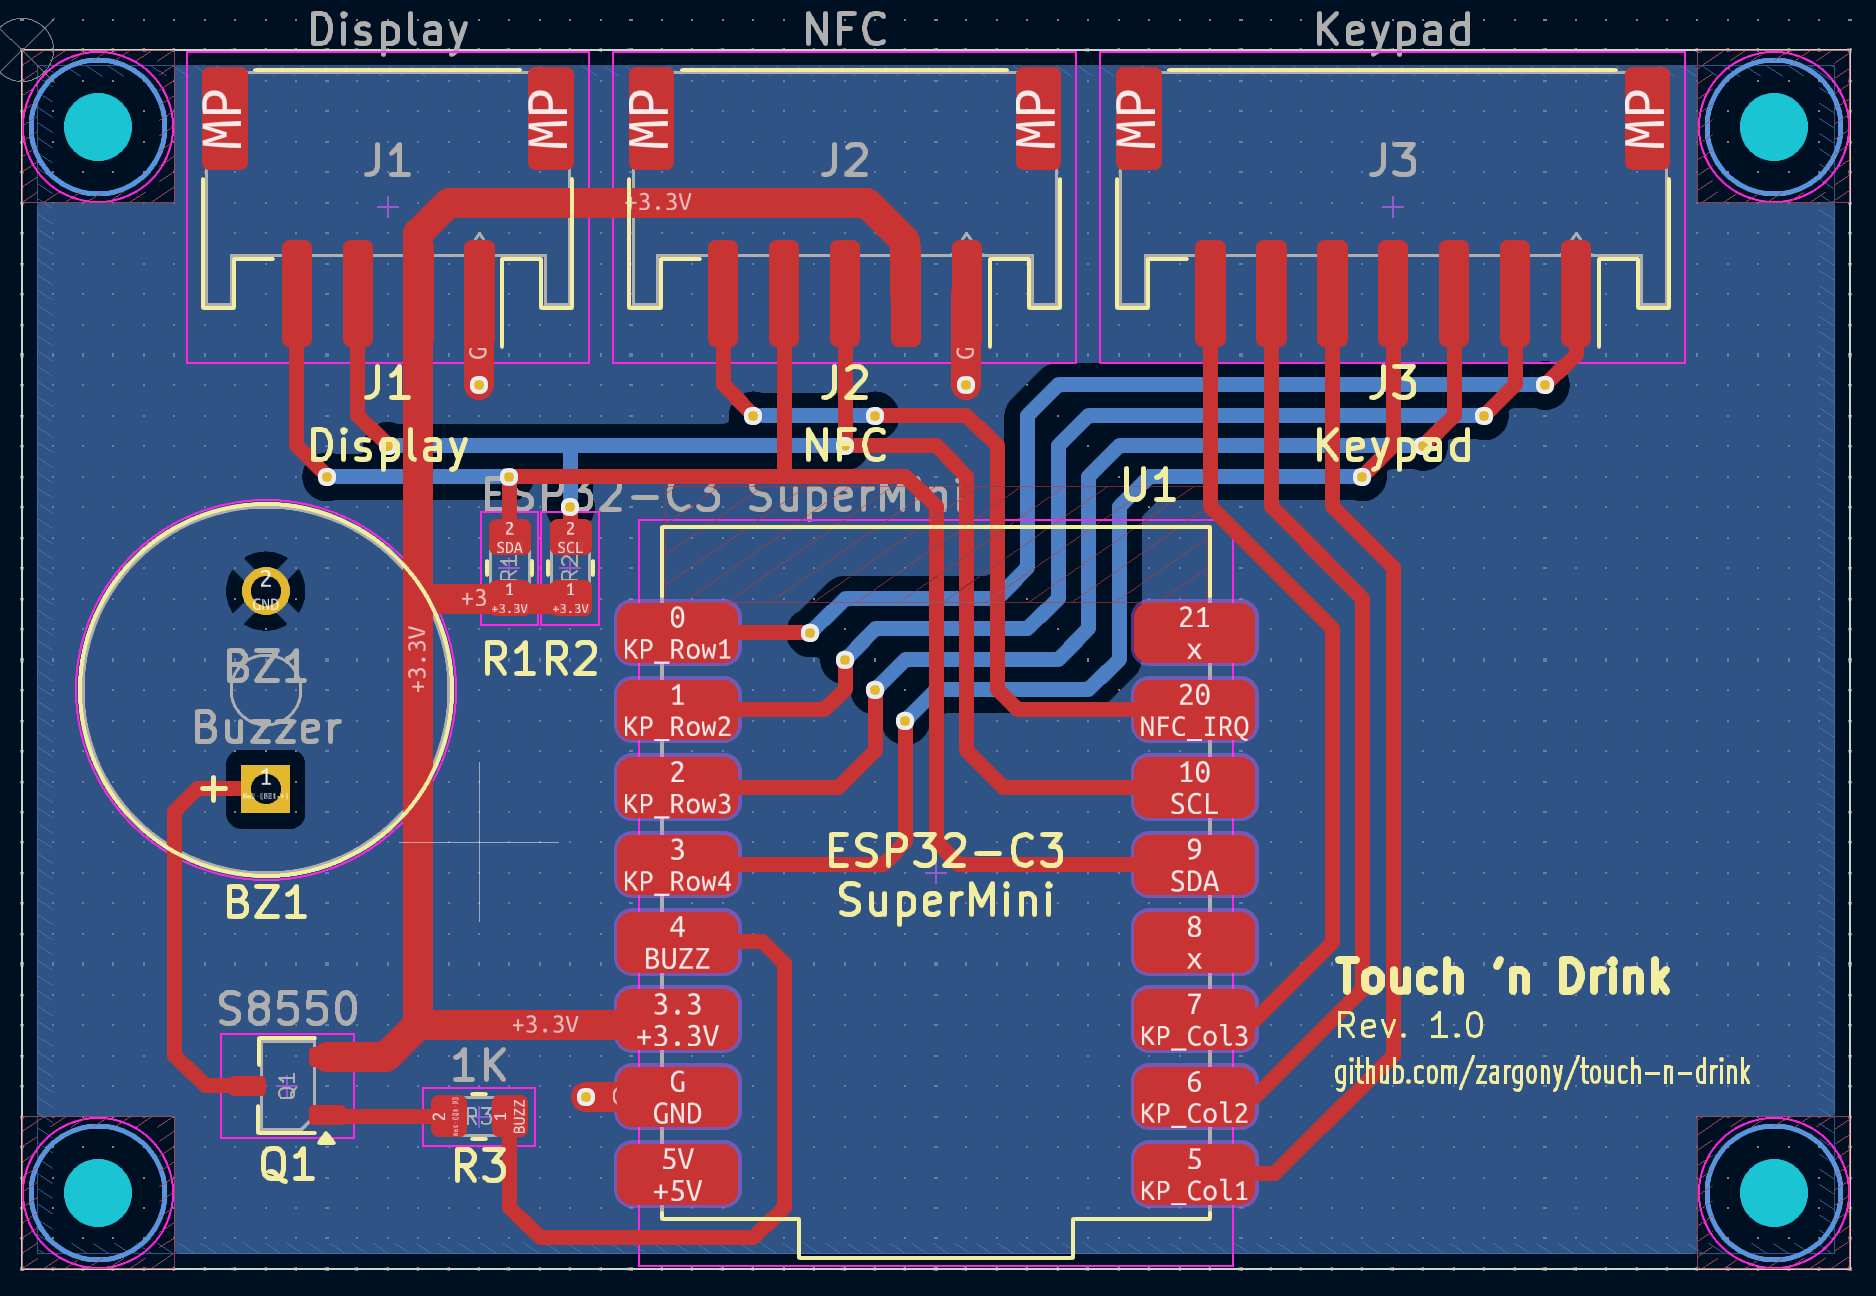 Display
NFC
Keypad
MP
MP
MP
MP
MP
MP
J1
J2
J3
+3.3V
G
G
J1
J2
J3
Display
NFC
Keypad
U1
ESP32-C3 SuperMini
2
SDA
R1
1
+3.3V
2
SCL
R2
1
+3.3V
+3
R1
R2
+3.3V
2
GND
BZ1
Buzzer
+
1
BZ1
0
KP_Row1
1
KP_Row2
2
KP_Row3
3
KP_Row4
4
BUZZ
3.3
+3.3V
G
GND
5V
+5V
21
x
20
NFC_IRQ
10
SCL
9
SDA
8
x
7
KP_Col3
6
KP_Col2
5
KP_Col1
ESP32-C3
SuperMini
S8550
Q1
Q1
+3.3V
1K
2
R3
1
BUZZ
R3
Touch 'n Drink
Rev. 1.0
github.com/zargony/touch-n-drink